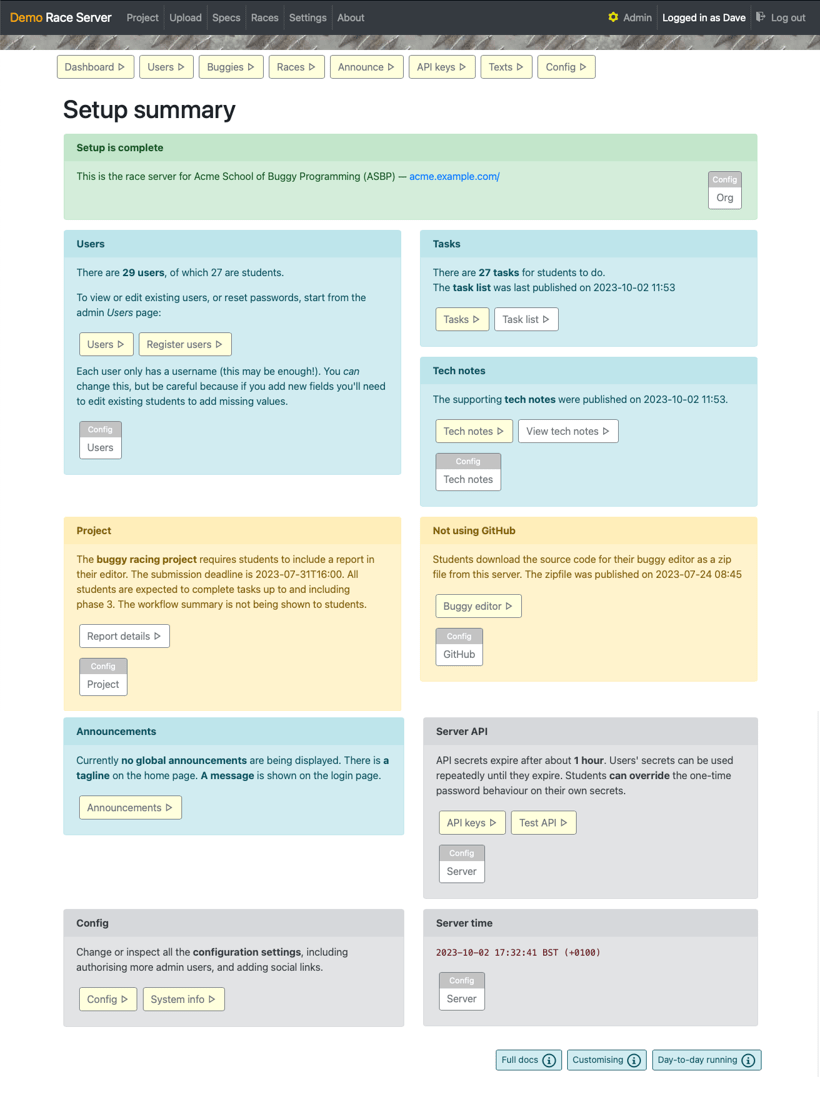 Demo Race Server Project Upload Specs Races Settings About Admin Logged in as Dave Log out
Dashboard Users Buggies Races Announce API keys Texts Config
Setup summary
Setup is complete
This is the race server for Acme School of Buggy Programming (ASBP) — acme.example.com/
Config
Org
Users
There are 29 users, of which 27 are students.
To view or edit existing users, or reset passwords, start from the
admin Users page:
Users Register users
Each user only has a username (this may be enough!). You can
change this, but be careful because if you add new fields you'll need
to edit existing students to add missing values.
Config
Users
Tasks
There are 27 tasks for students to do.
The task list was last published on 2023-10-02 11:53
Tasks Task list
Tech notes
The supporting tech notes were published on 2023-10-02 11:53.
Tech notes View tech notes
Config
Tech notes
Project
The buggy racing project requires students to include a report in
their editor. The submission deadline is 2023-07-31T16:00. All
students are expected to complete tasks up to and including
phase 3. The workflow summary is not being shown to students.
Report details
Config
Project
Not using GitHub
Students download the source code for their buggy editor as a zip
file from this server. The zipfile was published on 2023-07-24 08:45
Buggy editor
Config
GitHub
Announcements
Currently no global announcements are being displayed. There is a
tagline on the home page. A message is shown on the login page.
Announcements
Server API
API secrets expire after about 1 hour. Users' secrets can be used
repeatedly until they expire. Students can override the one-time
password behaviour on their own secrets.
API keys Test API
Config
Server
Config
Change or inspect all the configuration settings, including
authorising more admin users, and adding social links.
Config System info
Server time
2023-10-02 17:32:41 BST (+0100)
Config
Server
Full docs Customising Day-to-day running